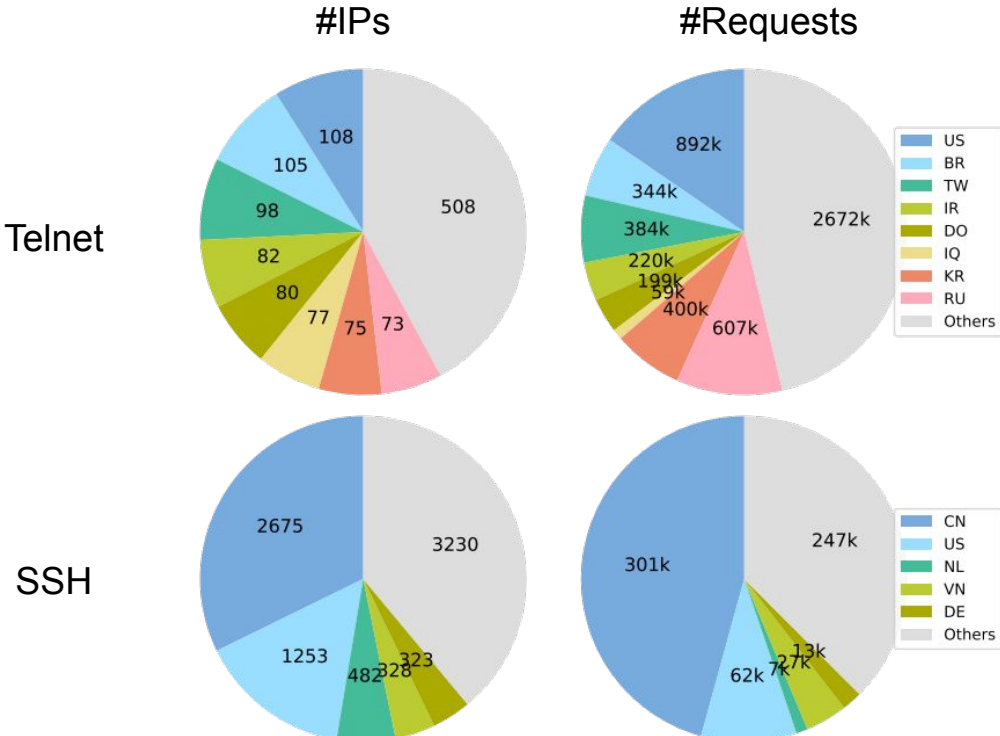 #IPs
#Requests
Telnet
108
105
98
82
80
77
75
73
508
892k
344k
384k
220k
199k
59k
400k
607k
2672k
US
BR
TW
IR
DO
IQ
KR
RU
Others
SSH
2675
1253
482
328
323
3230
301k
62k
7k
27k
13k
247k
CN
US
NL
VN
DE
Others